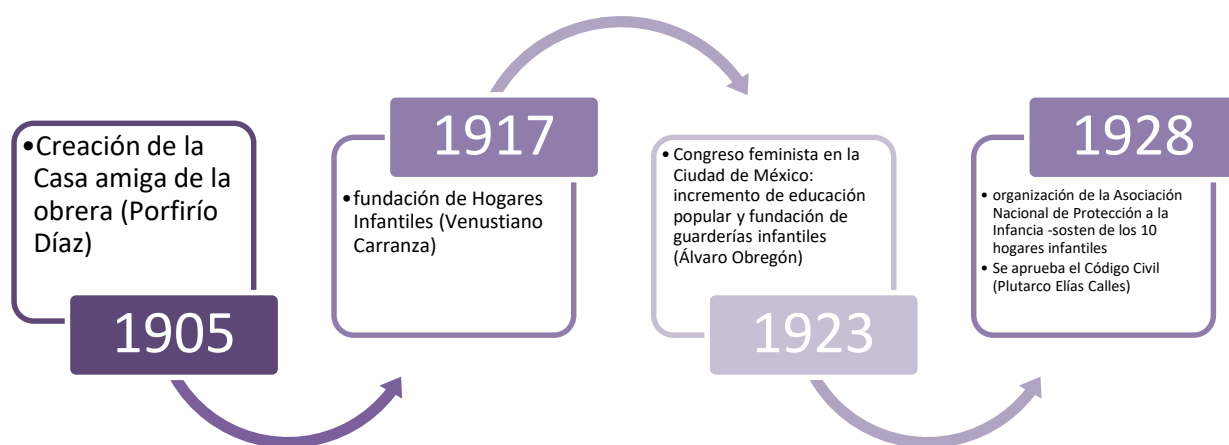 •Creación de la
Casa amiga de la
obrera (Porfirío
Díaz)
1905
1917
•fundación de Hogares
Infantiles (Venustiano
Carranza)
• Congreso feminista en la
Ciudad de México:
incremento de educación
popular y fundación de
guarderías infantiles
(Álvaro Obregón)
1923
1928
• organización de la Asociación
Nacional de Protección a la
Infancia -sosten de los 10
hogares infantiles
• Se aprueba el Código Civil
(Plutarco Elías Calles)